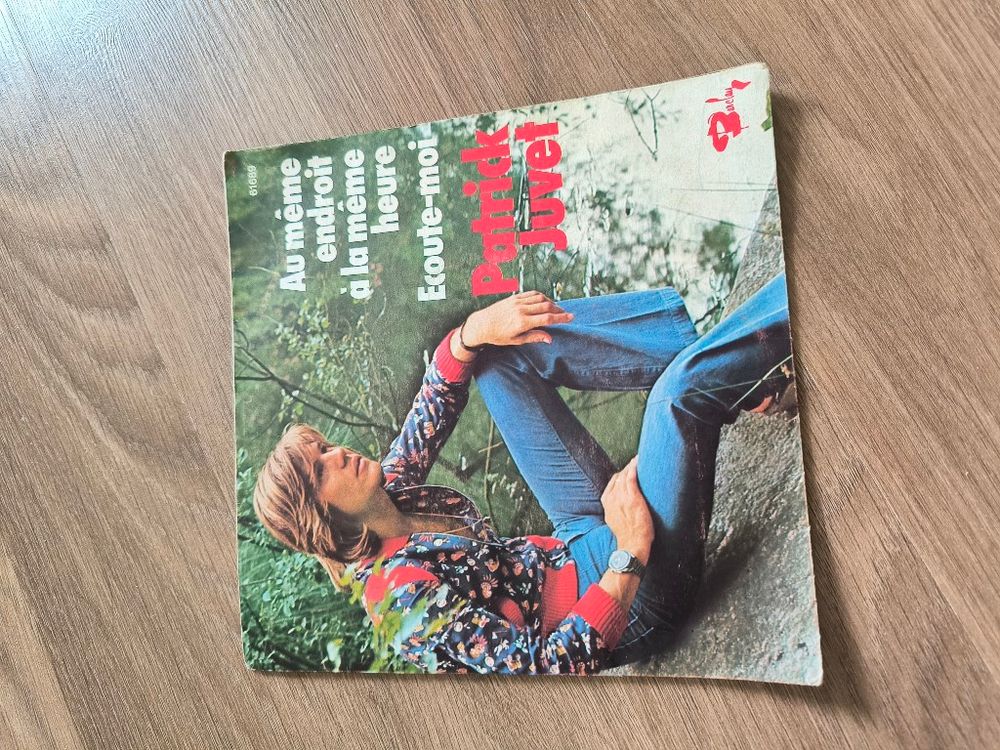 61689
Au même
endroit
à la même
heure
Ecoute-moi
Patrick
juvet
Barclay